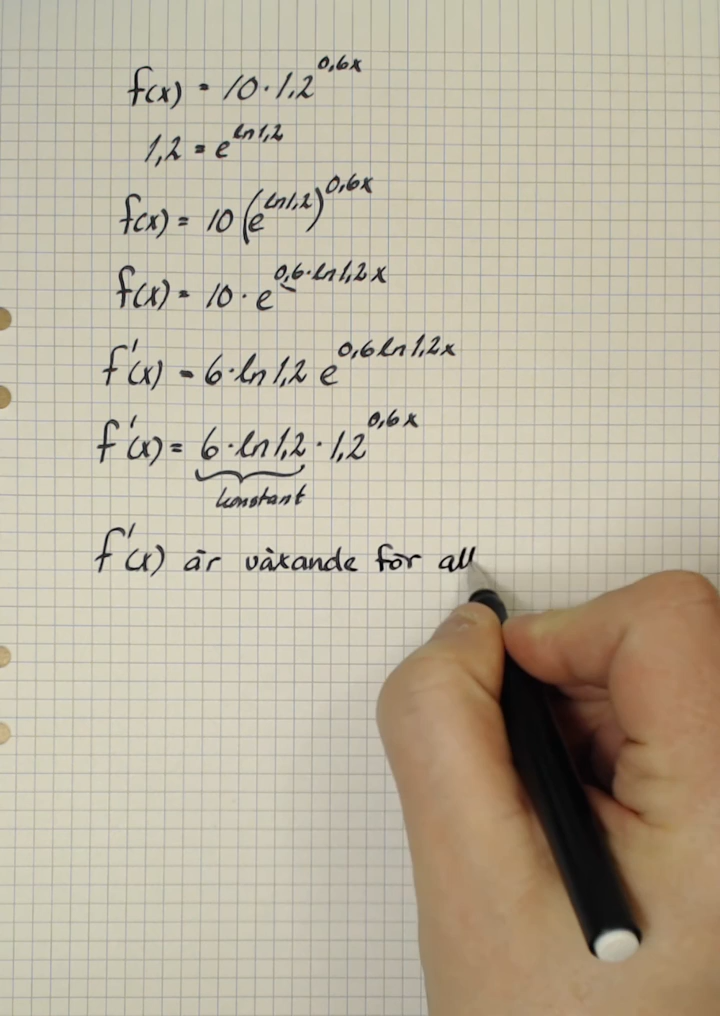 f(x) = 10 · 1,2^0,6x
1,2 = e^ln1,2
f(x) = 10 (e^ln1,2)^0,6x
f(x) = 10 · e^0,6·ln1,2x
f'(x) = 6·ln1,2 e^0,6ln1,2x
f'(x) = 6·ln1,2 · 1,2^0,6x
konstant
f'(x) är växande för all